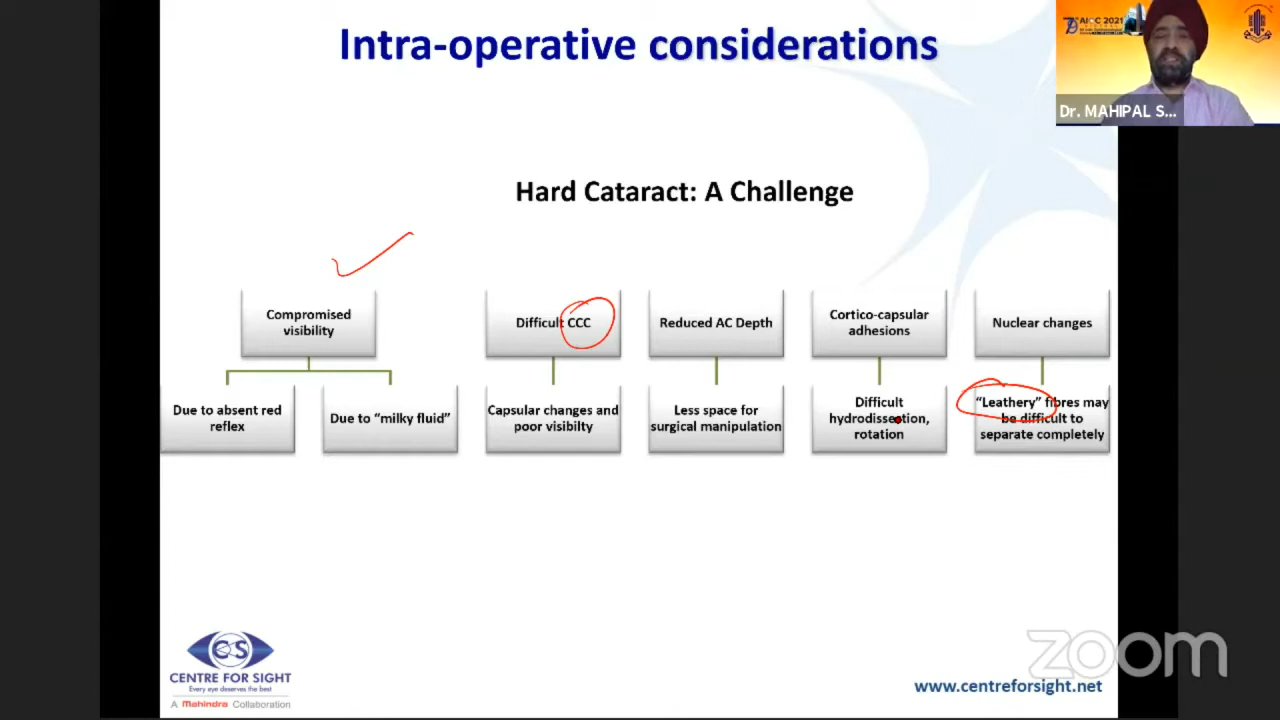 Intra-operative considerations
AIOC 2021
Dr. MAHIPAL S...
Hard Cataract: A Challenge
Compromised
visibility
Difficult CCC
Reduced AC Depth
Cortico-capsular
adhesions
Nuclear changes
Due to absent red
reflex
Due to “milky fluid”
Capsular changes and
poor visibilty
Less space for
surgical manipulation
Difficult
hydrodissection,
rotation
“Leathery” fibres may
be difficult to
separate completely
CS
CENTRE FOR SIGHT
Every eye deserves the best
A Mahindra Collaboration
zoom
www.centreforsight.net